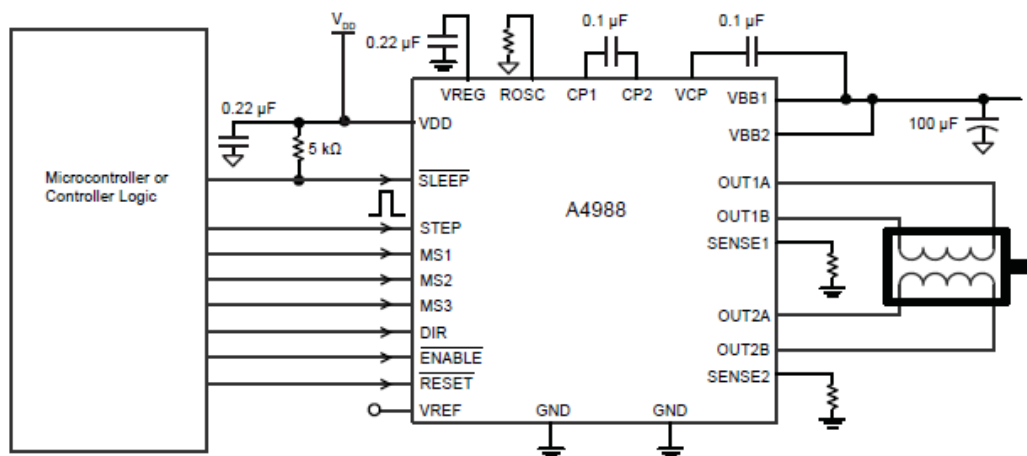 V_DD
0.22 µF
0.1 µF
0.1 µF
0.22 µF
5 kΩ
100 µF
Microcontroller or
Controller Logic
VREG
ROSC
CP1
CP2
VCP
VDD
SLEEP
STEP
MS1
MS2
MS3
DIR
ENABLE
RESET
VREF
A4988
GND
GND
VBB1
VBB2
OUT1A
OUT1B
SENSE1
OUT2A
OUT2B
SENSE2